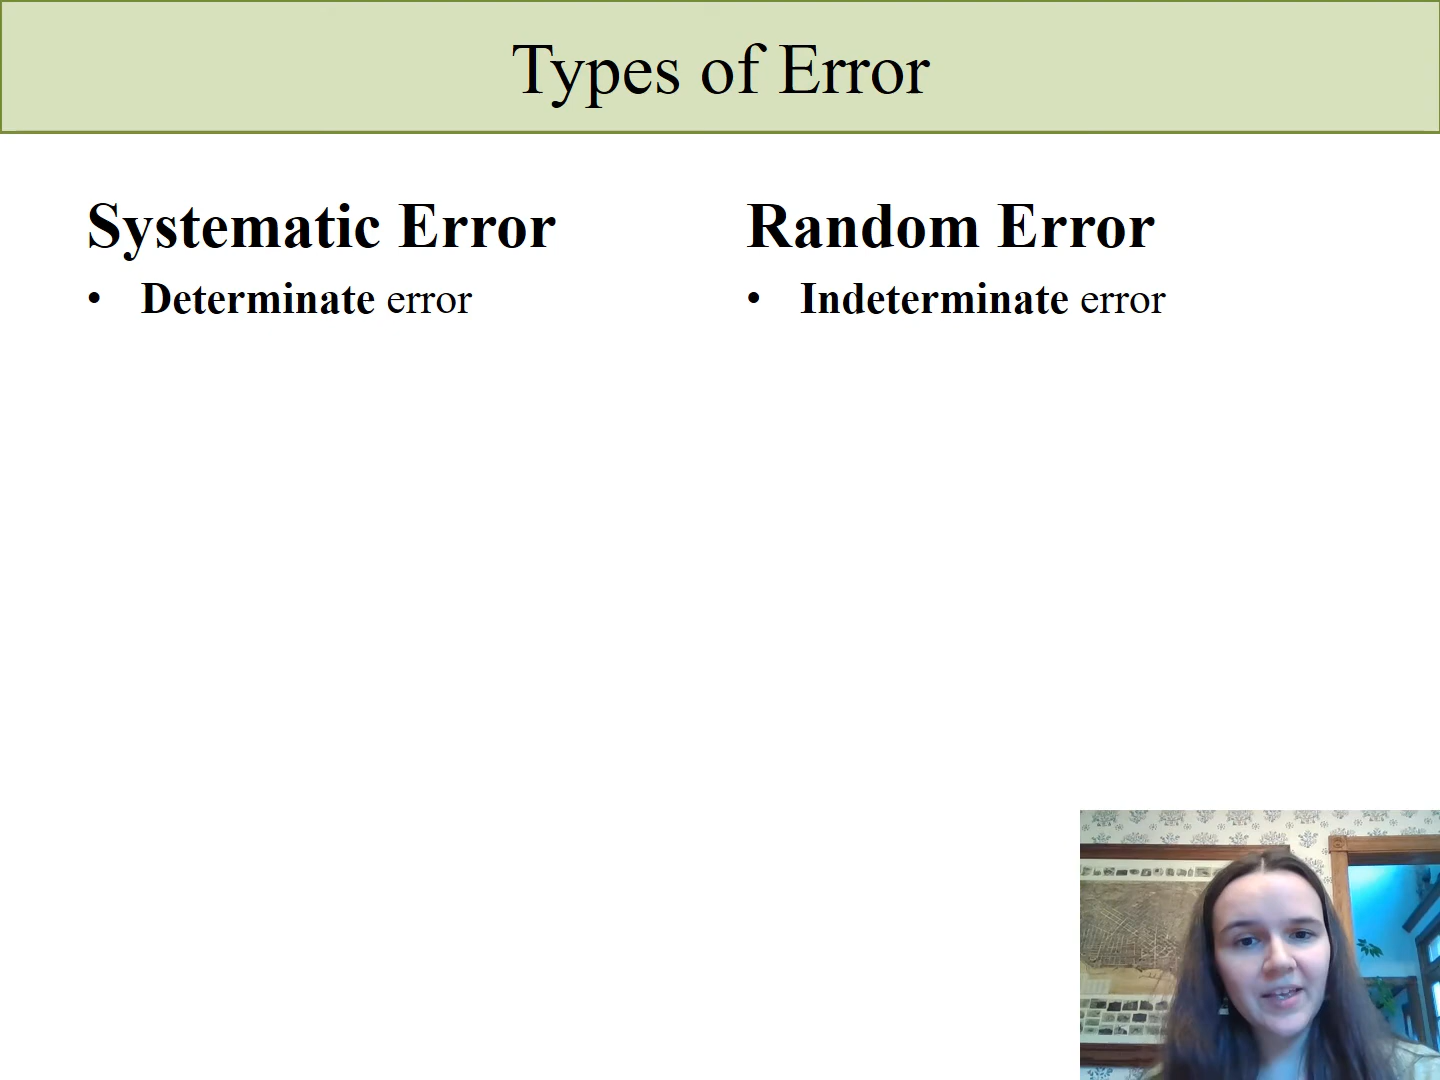 Types of Error
Systematic Error
• Determinate error
Random Error
• Indeterminate error